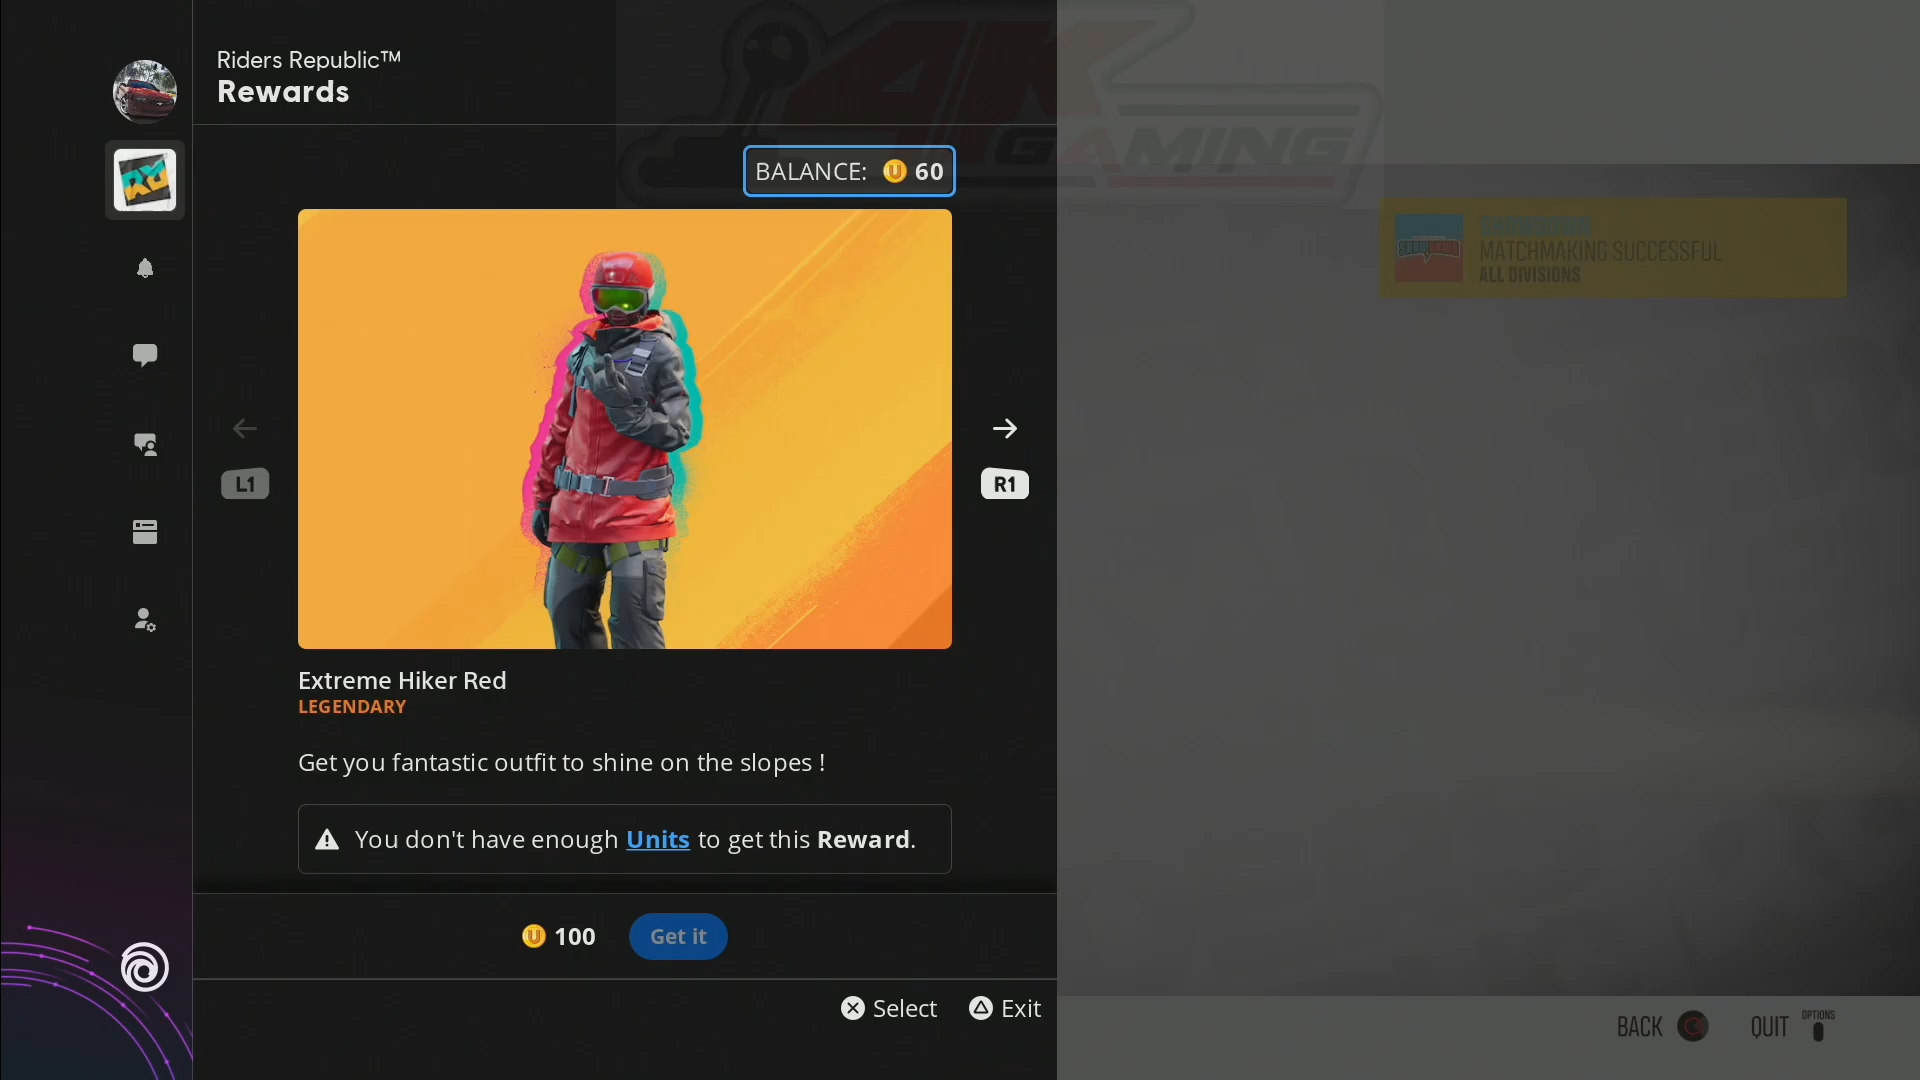 Riders Republic™
Rewards
4K
GAMING
BALANCE: 60
MATCHMAKING SUCCESSFUL
ALL DIVISIONS
L1
R1
Extreme Hiker Red
LEGENDARY
Get you fantastic outfit to shine on the slopes !
You don't have enough Units to get this Reward.
100
Get it
Select
Exit
BACK
QUIT
OPTIONS